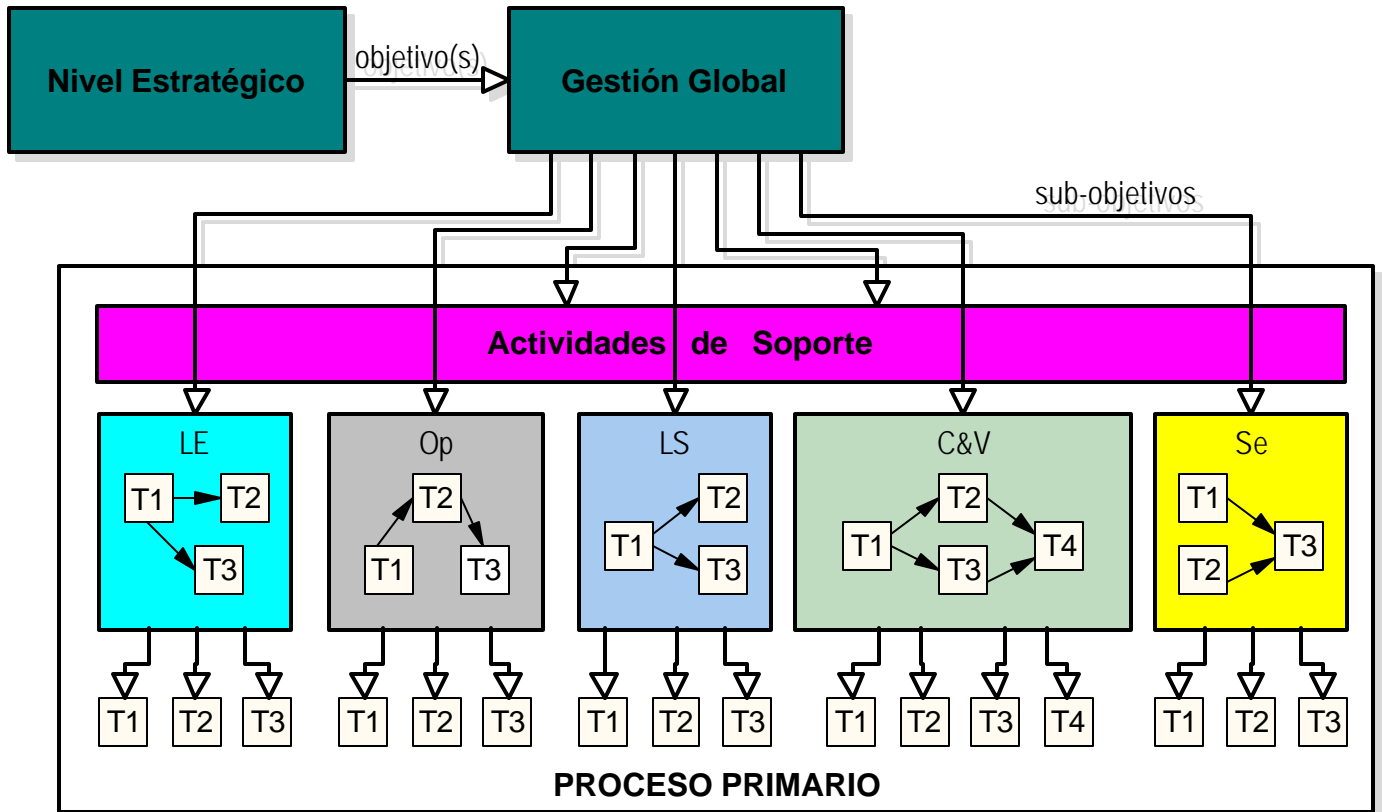 objetivo(s)
Nivel Estratégico
Gestión Global
sub-objetivos
Actividades de Soporte
LE
T1
T2
T3
Op
T2
T1
T3
LS
T2
T1
T3
C&V
T2
T1
T4
T3
Se
T1
T3
T2
T1
T2
T3
T1
T2
T3
T1
T2
T3
T1
T2
T3
T4
T1
T2
T3
PROCESO PRIMARIO